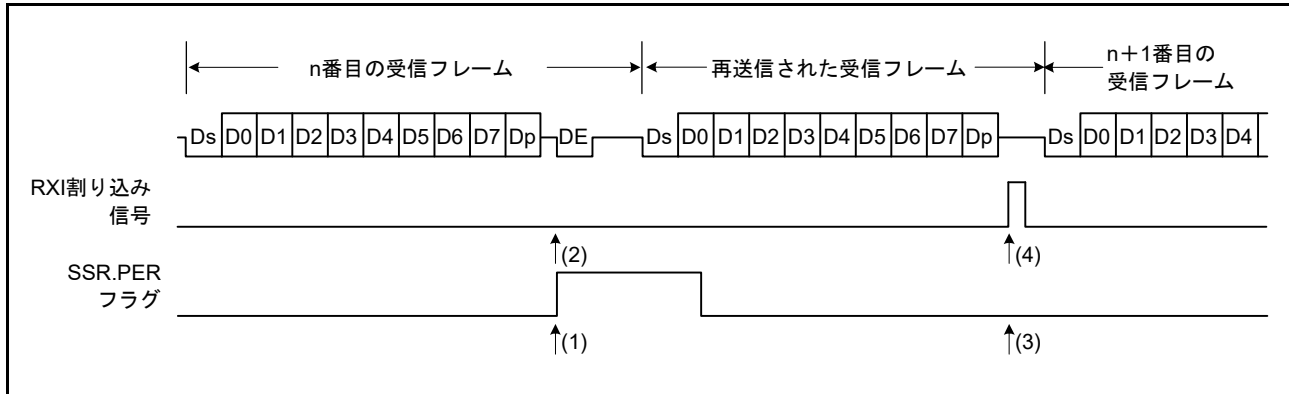 n番目の受信フレーム
再送信された受信フレーム
n+1番目の
受信フレーム
Ds D0 D1 D2 D3 D4 D5 D6 D7 Dp DE Ds D0 D1 D2 D3 D4 D5 D6 D7 Dp Ds D0 D1 D2 D3 D4
RXI割り込み
信号
(2) (4)
SSR.PER
フラグ
(1) (3)